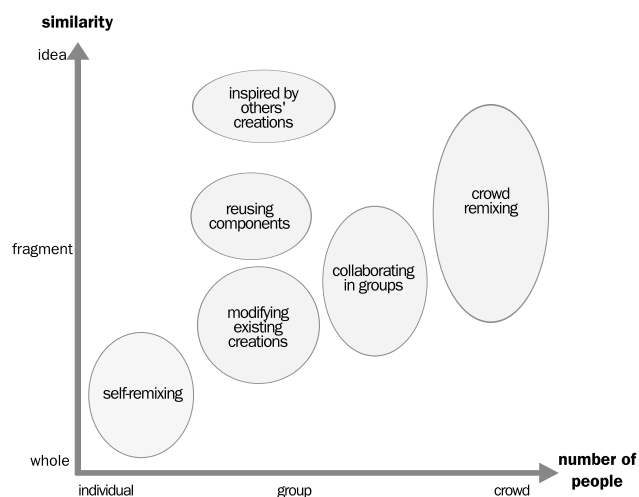 similarity
idea
inspired by
others'
creations
reusing
components
crowd
remixing
fragment
collaborating
in groups
modifying
existing
creations
self-remixing
whole
number of
people
individual
group
crowd